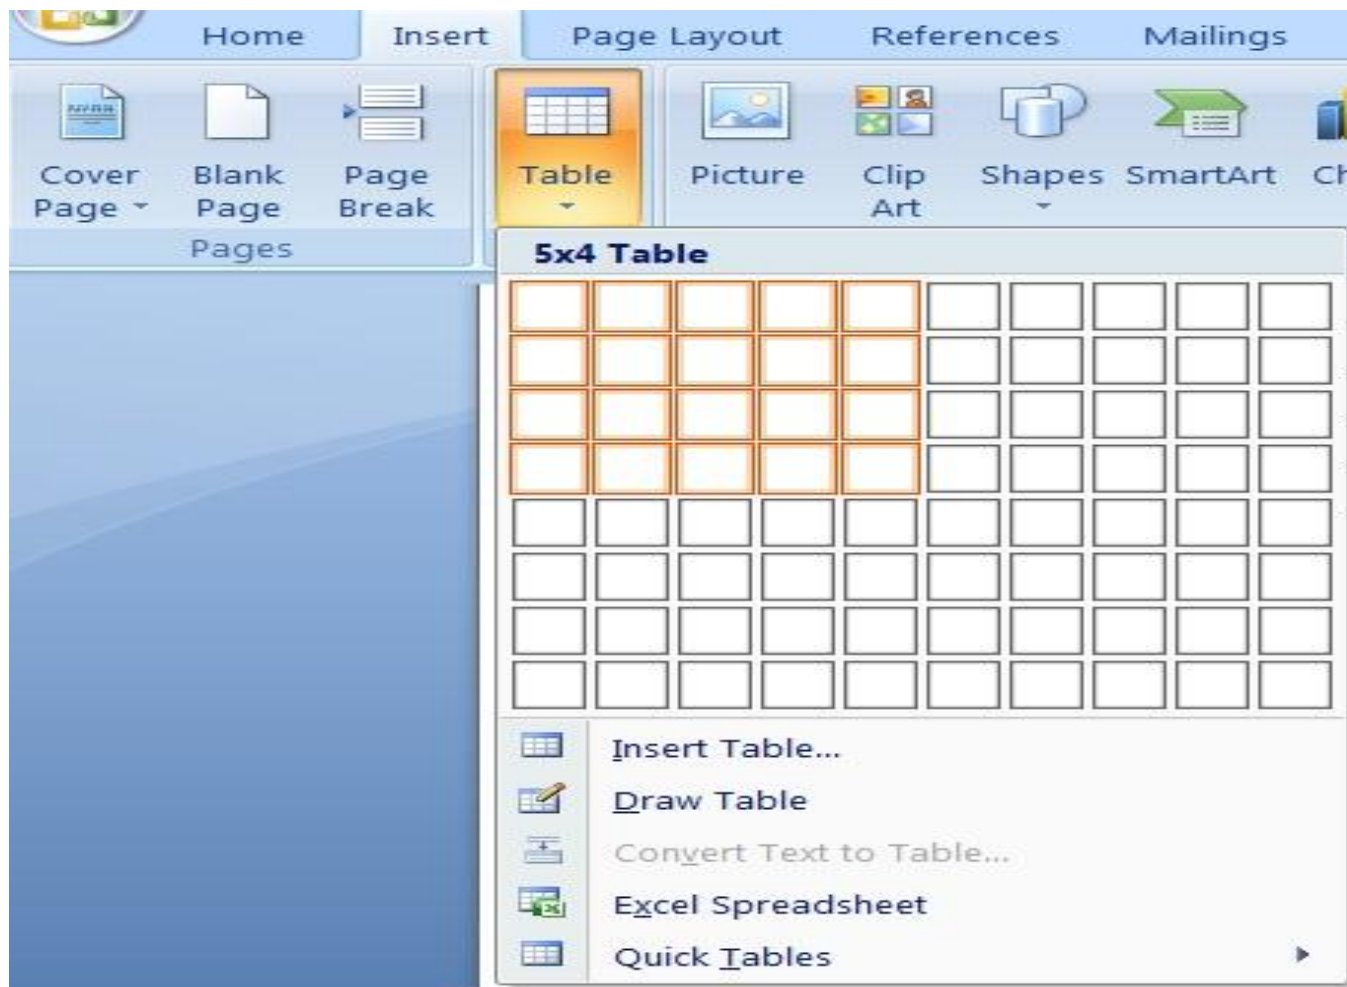 Home Insert Page Layout References Mailings
Cover Page Blank Page Page Break Table Picture Clip Art Shapes SmartArt Ch
Pages
5x4 Table
Insert Table...
Draw Table
Convert Text to Table...
Excel Spreadsheet
Quick Tables